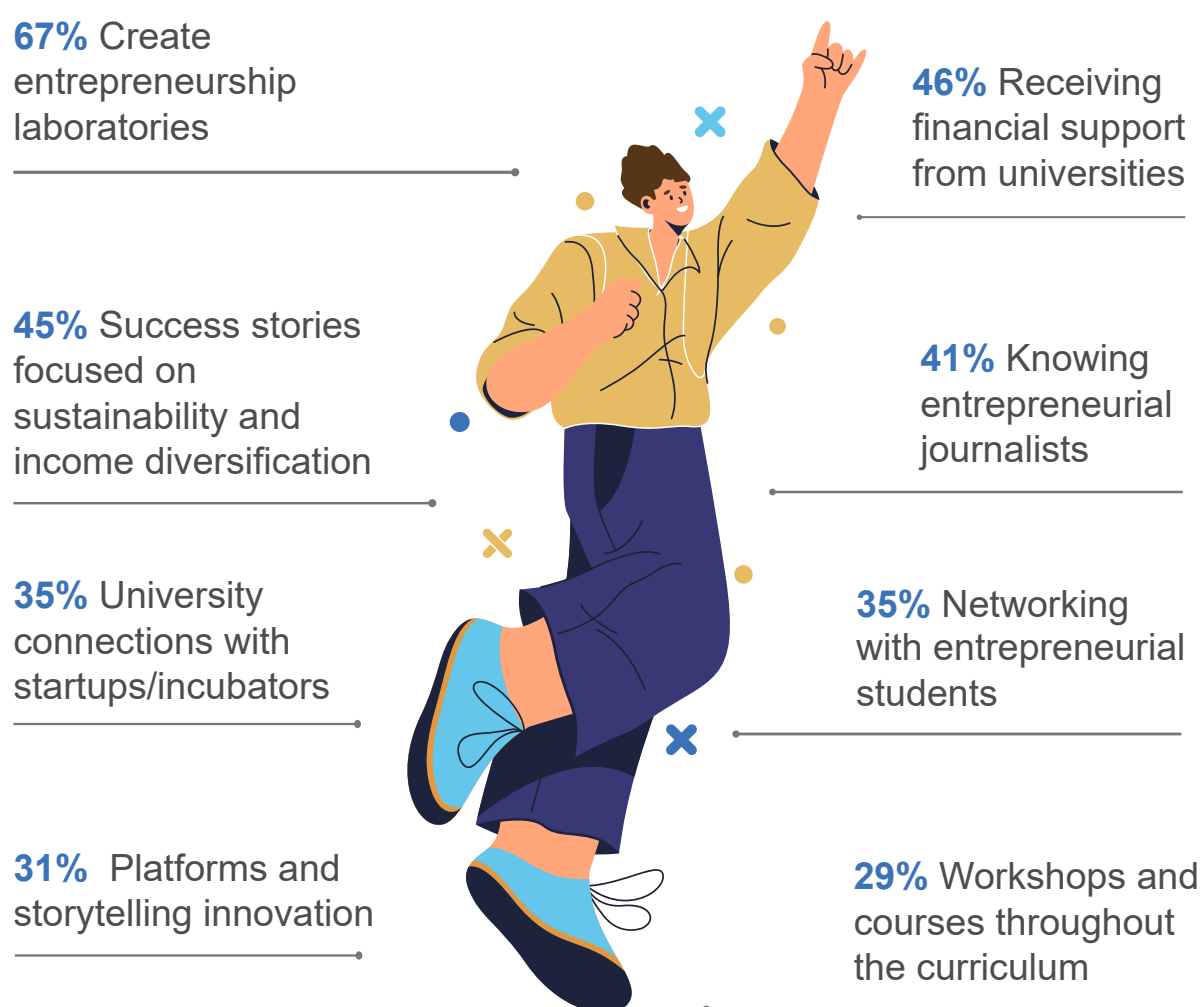 67% Create
entrepreneurship
laboratories
46% Receiving
financial support
from universities
45% Success stories
focused on
sustainability and
income diversification
41% Knowing
entrepreneurial
journalists
35% University
connections with
startups/incubators
35% Networking
with entrepreneurial
students
31% Platforms and
storytelling innovation
29% Workshops and
courses throughout
the curriculum